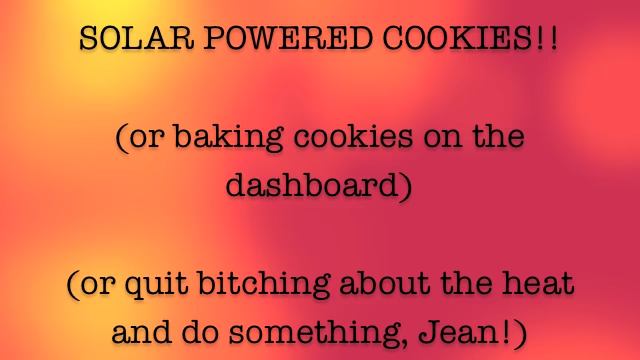 SOLAR POWERED COOKIES!!
(or baking cookies on the
dashboard)
(or quit bitching about the heat
and do something, Jean!)